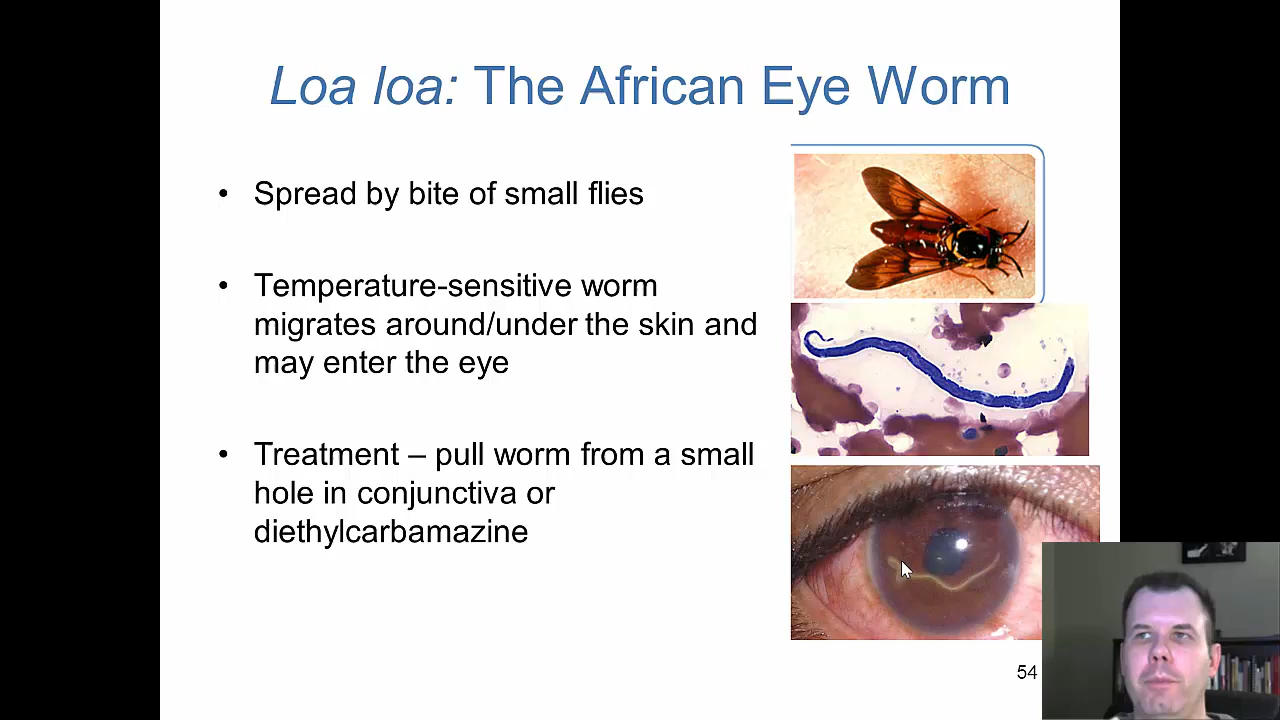 Loa loa: The African Eye Worm
• Spread by bite of small flies
• Temperature-sensitive worm
migrates around/under the skin and
may enter the eye
• Treatment – pull worm from a small
hole in conjunctiva or
diethylcarbamazine
54